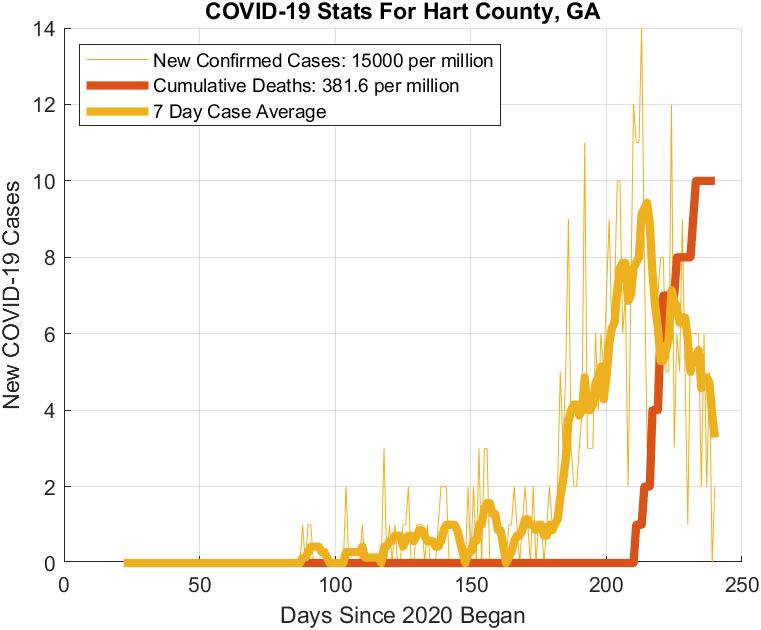 COVID-19 Stats For Hart County, GA
New Confirmed Cases: 15000 per million
Cumulative Deaths: 381.6 per million
7 Day Case Average
New COVID-19 Cases
14
12
10
8
6
4
2
0
0 50 100 150 200 250
Days Since 2020 Began